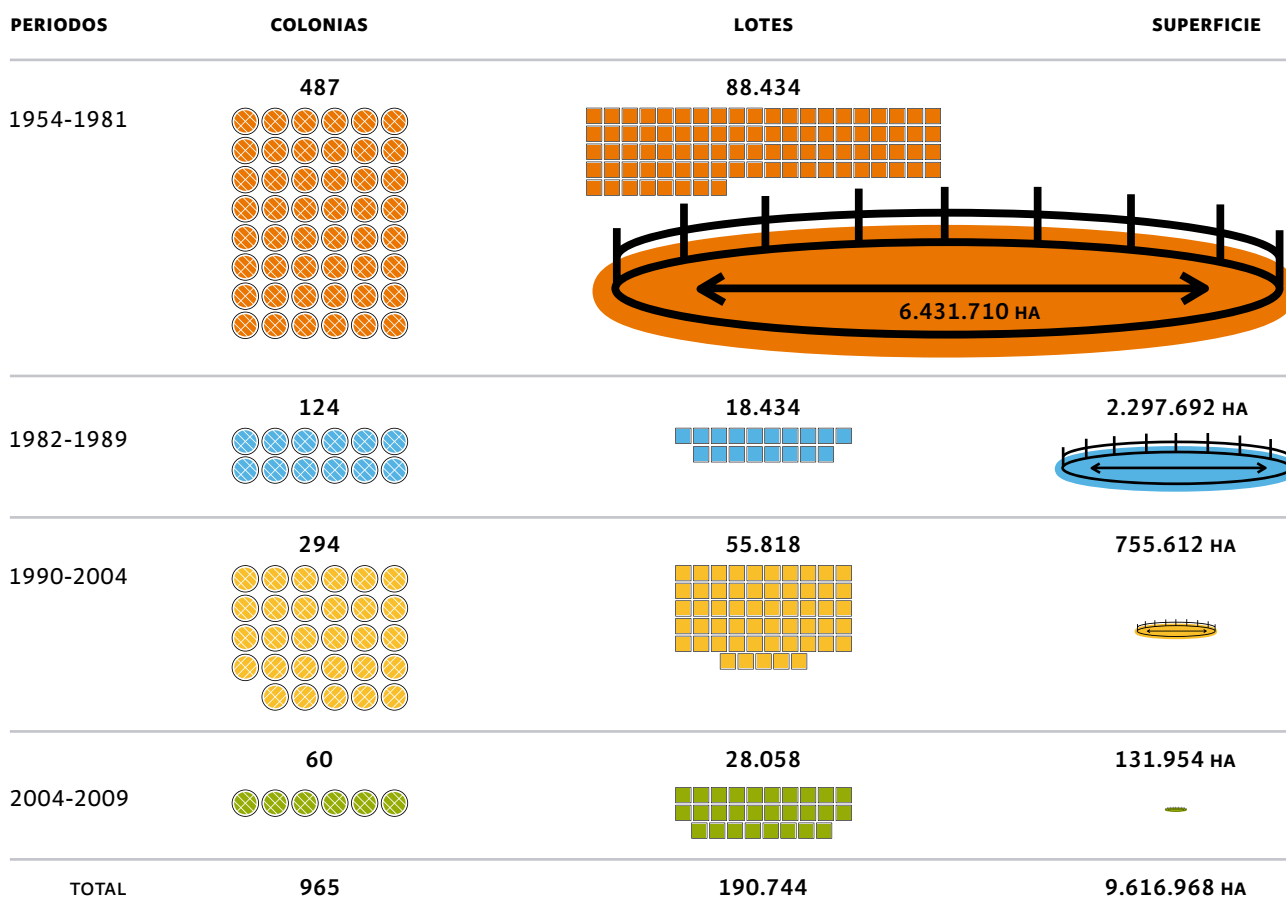 PERIODOS COLONIAS LOTES SUPERFICIE
1954-1981
487
88.434
6.431.710 HA
1982-1989
124
18.434
2.297.692 HA
1990-2004
294
55.818
755.612 HA
2004-2009
60
28.058
131.954 HA
TOTAL 965 190.744 9.616.968 HA